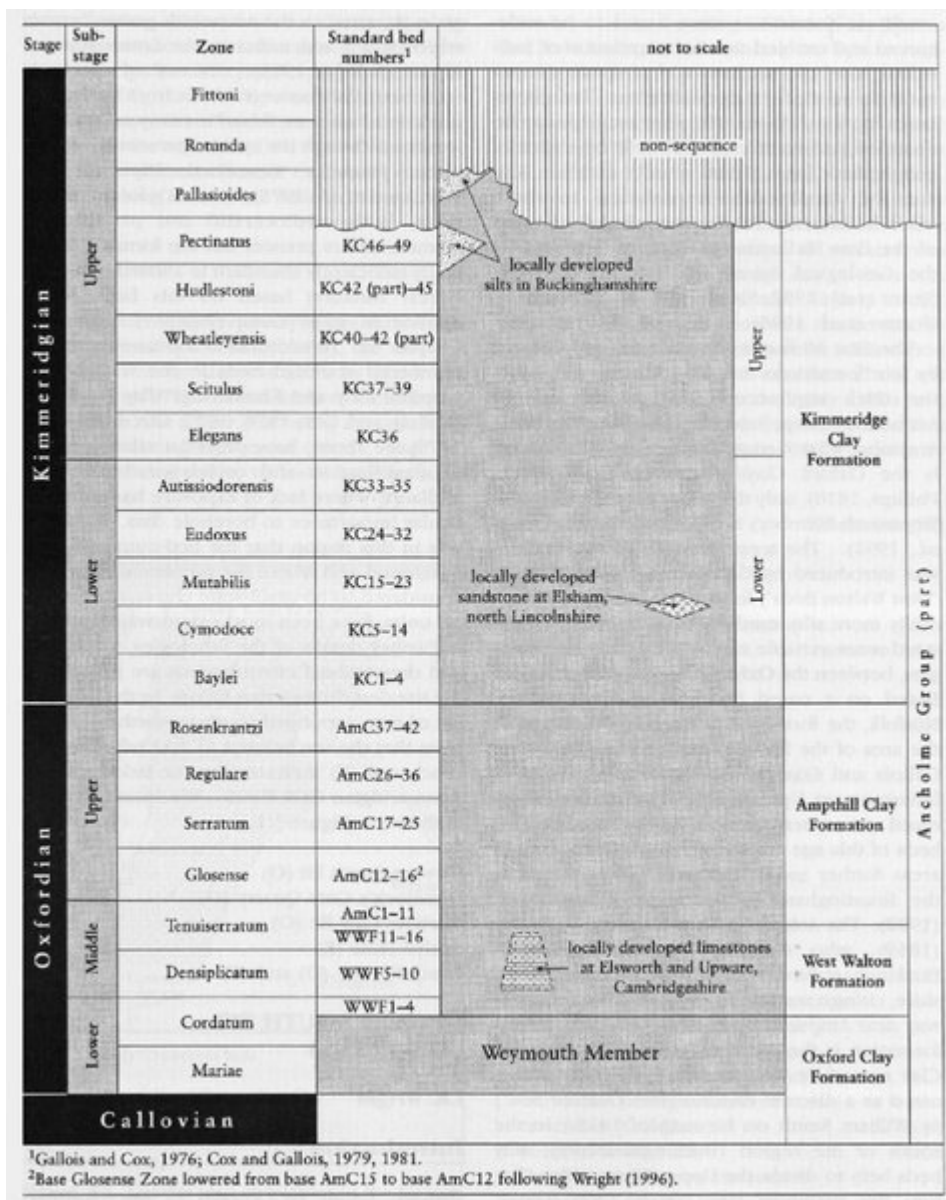 Stage
Sub-
stage
Zone
Standard bed
numbers¹
not to scale
Kimmeridgian
Upper
Lower
Fittoni
Rotunda
non-sequence
Pallasioides
Pectinatus KC46–49
locally developed
silts in Buckinghamshire
Hudlestoni KC42 (part)–45
Wheatleyensis KC40–42 (part)
Upper
Scitulus KC37–39
Elegans KC36
Kimmeridge
Clay
Formation
Autissiodorensis KC33–35
Eudoxus KC24–32
Mutabilis KC15–23
locally developed
sandstone at Elsham,
north Lincolnshire
Lower
Cymodoce KC5–14
Baylei KC1–4
Ancholme Group (part)
Oxfordian
Upper
Middle
Lower
Rosenkrantzi AmC37–42
Regulare AmC26–36
Serratum AmC17–25
Ampthill Clay
Formation
Glosense AmC12–16²
Tenuiserratum AmC1–11
WWF11–16
Densiplicatum WWF5–10
locally developed limestones
at Elsworth and Upware,
Cambridgeshire
West Walton
Formation
WWF1–4
Cordatum
Mariae
Weymouth Member
Oxford Clay
Formation
Callovian
¹Gallois and Cox, 1976; Cox and Gallois, 1979, 1981.
²Base Glosense Zone lowered from base AmC15 to base AmC12 following Wright (1996).